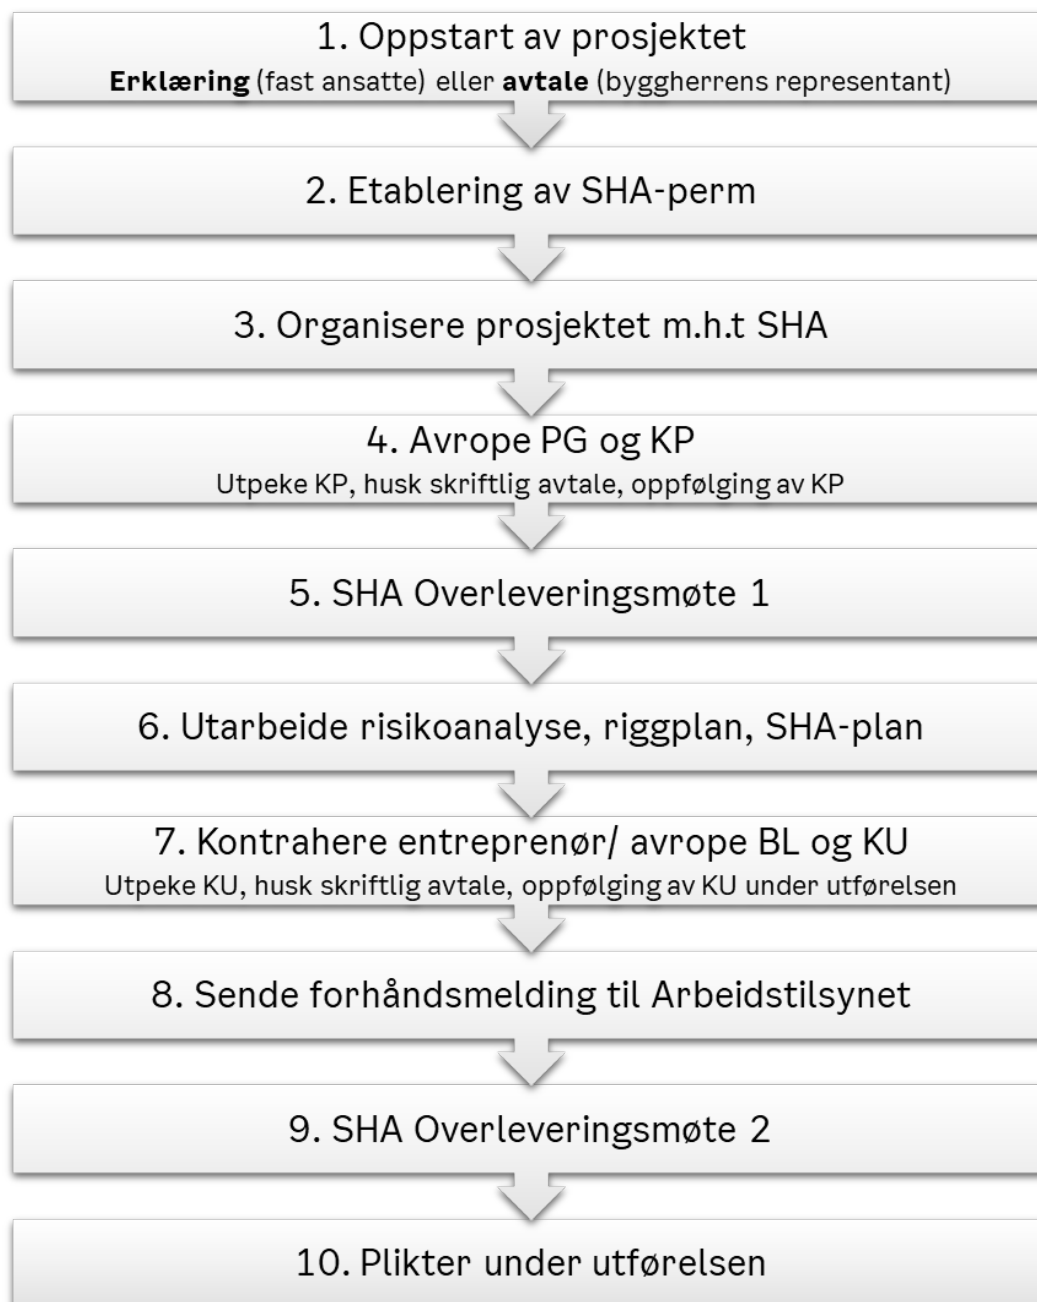 1. Oppstart av prosjektet
Erklæring (fast ansatte) eller avtale (byggherrens representant)
2. Etablering av SHA-perm
3. Organisere prosjektet m.h.t SHA
4. Avrope PG og KP
Utpeke KP, husk skriftlig avtale, oppfølging av KP
5. SHA Overleveringsmøte 1
6. Utarbeide risikoanalyse, riggplan, SHA-plan
7. Kontrahere entreprenør/ avrope BL og KU
Utpeke KU, husk skriftlig avtale, oppfølging av KU under utførelsen
8. Sende forhåndsmelding til Arbeidstilsynet
9. SHA Overleveringsmøte 2
10. Plikter under utførelsen